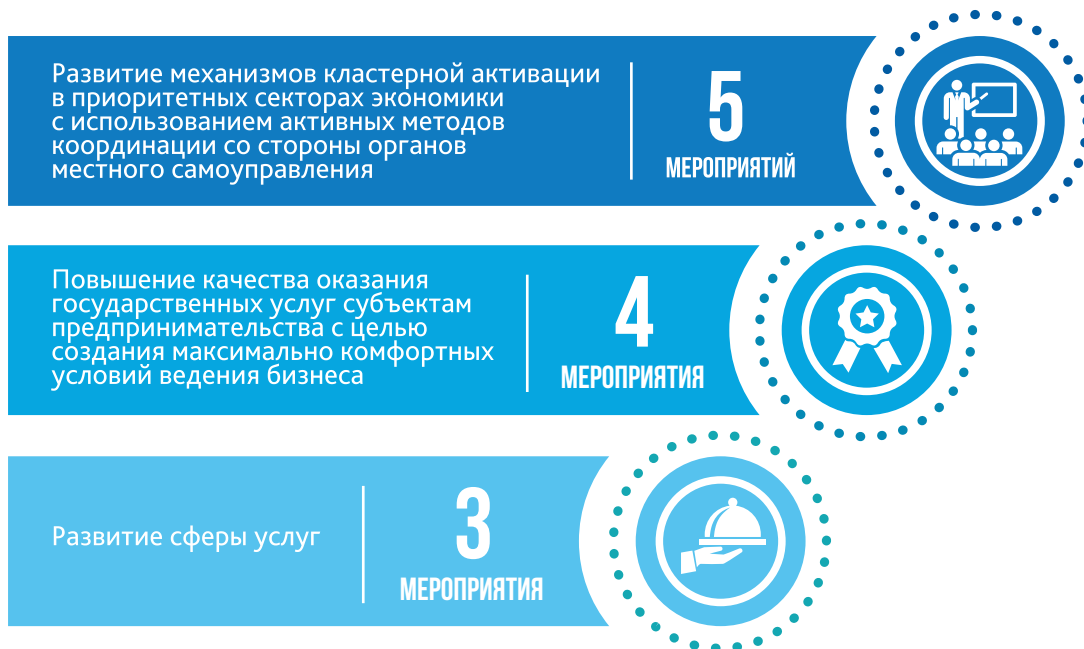 Развитие механизмов кластерной активации
в приоритетных секторах экономики
с использованием активных методов
координации со стороны органов
местного самоуправления
5
МЕРОПРИЯТИЙ
Повышение качества оказания
государственных услуг субъектам
предпринимательства с целью
создания максимально комфортных
условий ведения бизнеса
4
МЕРОПРИЯТИЯ
Развитие сферы услуг
3
МЕРОПРИЯТИЯ